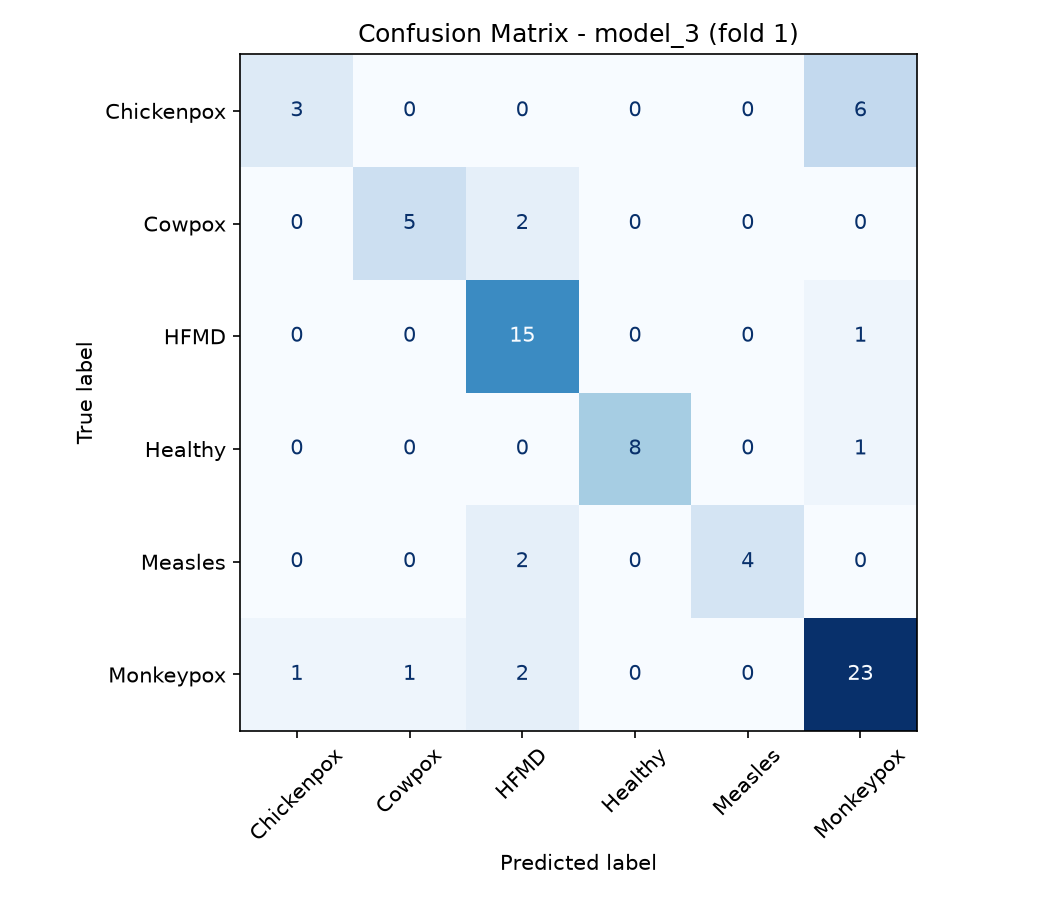 Confusion Matrix - model_3 (fold 1)
True label
Chickenpox 3 0 0 0 0 6
Cowpox 0 5 2 0 0 0
HFMD 0 0 15 0 0 1
Healthy 0 0 0 8 0 1
Measles 0 0 2 0 4 0
Monkeypox 1 1 2 0 0 23
Chickenpox Cowpox HFMD Healthy Measles Monkeypox
Predicted label